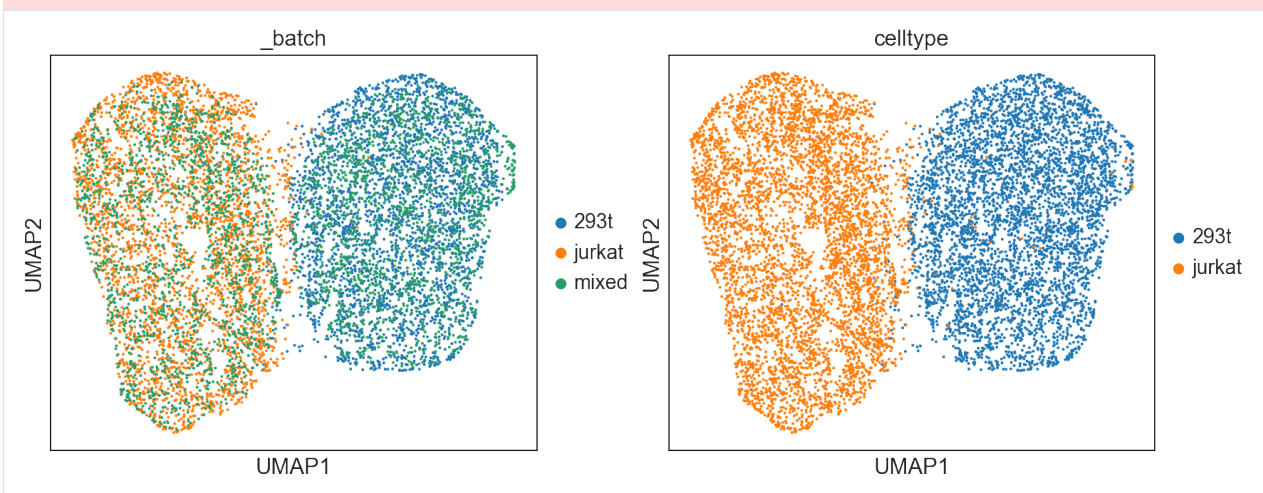 _batch
UMAP2
UMAP1
293t
jurkat
mixed
celltype
UMAP2
UMAP1
293t
jurkat